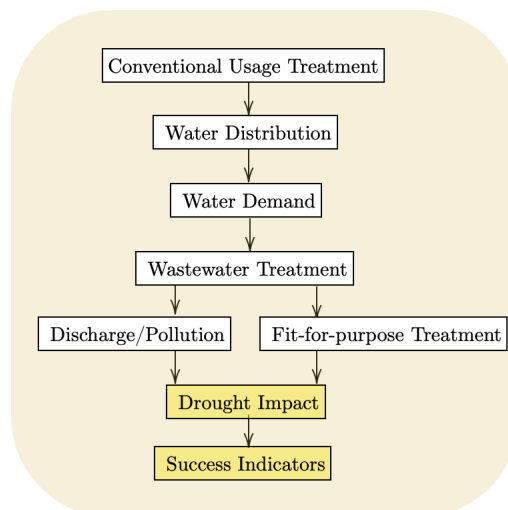 Conventional Usage Treatment
Water Distribution
Water Demand
Wastewater Treatment
Discharge/Pollution
Fit-for-purpose Treatment
Drought Impact
Success Indicators